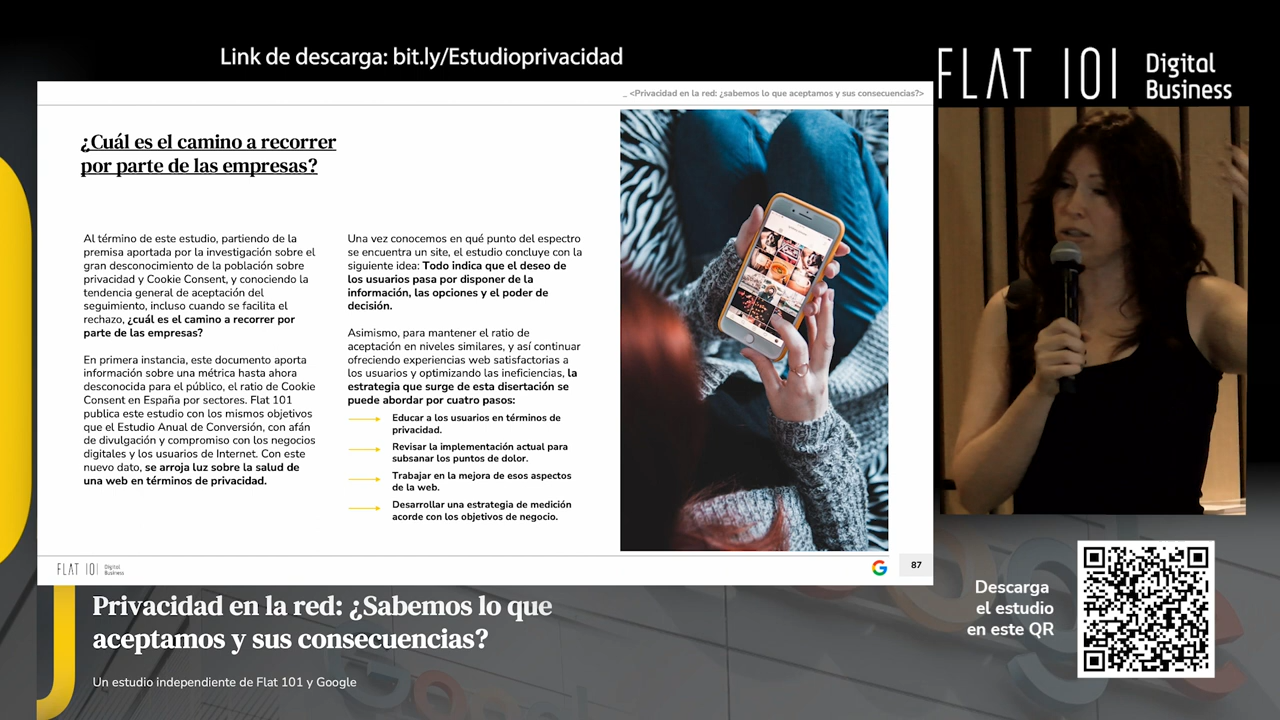 Link de descarga: bit.ly/Estudioprivacidad
FLAT 101 Digital
Business
_ <Privacidad en la red: ¿sabemos lo que aceptamos y sus consecuencias?>
¿Cuál es el camino a recorrer
por parte de las empresas?
Al término de este estudio, partiendo de la
premisa aportada por la investigación sobre el
gran desconocimiento de la población sobre
privacidad y Cookie Consent, y conociendo la
tendencia general de aceptación del
seguimiento, incluso cuando se facilita el
rechazo, ¿cuál es el camino a recorrer por
parte de las empresas?
En primera instancia, este documento aporta
información sobre una métrica hasta ahora
desconocida para el público, el ratio de Cookie
Consent en España por sectores. Flat 101
publica este estudio con los mismos objetivos
que el Estudio Anual de Conversión, con afán
de divulgación y compromiso con los negocios
digitales y los usuarios de Internet. Con este
nuevo dato, se arroja luz sobre la salud de
una web en términos de privacidad.
Una vez conocemos en qué punto del espectro
se encuentra un site, el estudio concluye con la
siguiente idea: Todo indica que el deseo de
los usuarios pasa por disponer de la
información, las opciones y el poder de
decisión.
Asimismo, para mantener el ratio de
aceptación en niveles similares, y así continuar
ofreciendo experiencias web satisfactorias a
los usuarios y optimizando las ineficiencias, la
estrategia que surge de esta disertación se
puede abordar por cuatro pasos:
Educar a los usuarios en términos de
privacidad.
Revisar la implementación actual para
subsanar los puntos de dolor.
Trabajar en la mejora de esos aspectos
de la web.
Desarrollar una estrategia de medición
acorde con los objetivos de negocio.
FLAT 101 Digital
Business
G
87
Privacidad en la red: ¿Sabemos lo que
aceptamos y sus consecuencias?
Un estudio independiente de Flat 101 y Google
Descarga
el estudio
en este QR